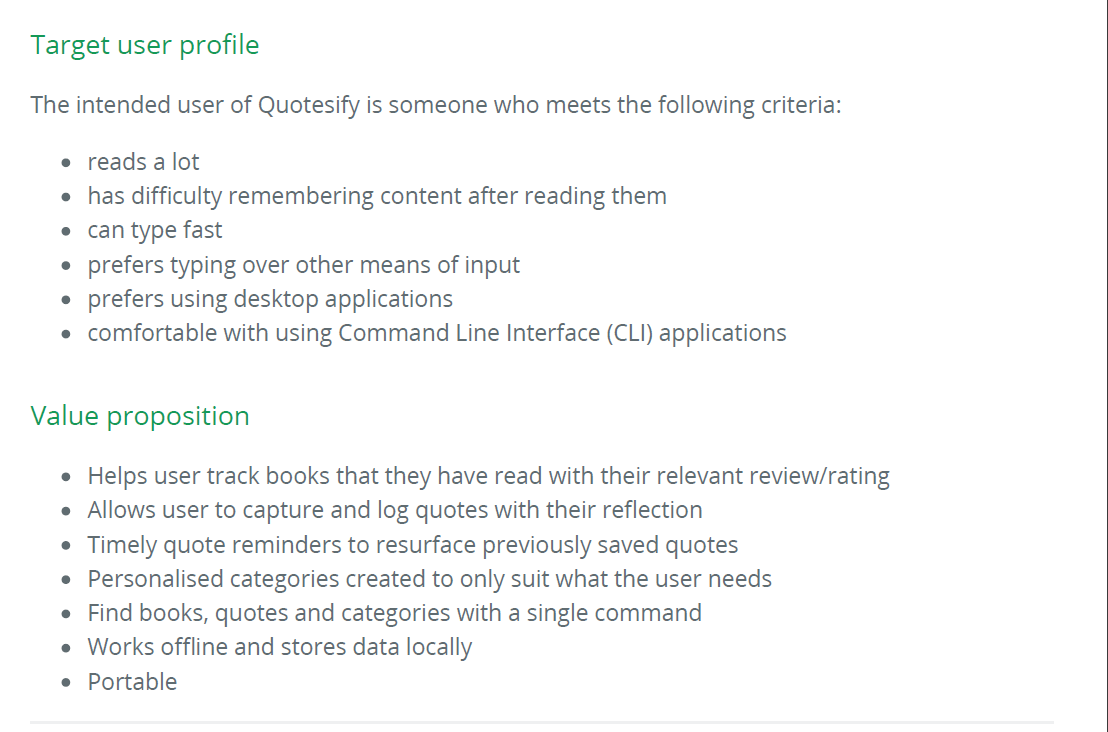 Target user profile
The intended user of Quotesify is someone who meets the following criteria:
• reads a lot
• has difficulty remembering content after reading them
• can type fast
• prefers typing over other means of input
• prefers using desktop applications
• comfortable with using Command Line Interface (CLI) applications
Value proposition
• Helps user track books that they have read with their relevant review/rating
• Allows user to capture and log quotes with their reflection
• Timely quote reminders to resurface previously saved quotes
• Personalised categories created to only suit what the user needs
• Find books, quotes and categories with a single command
• Works offline and stores data locally
• Portable